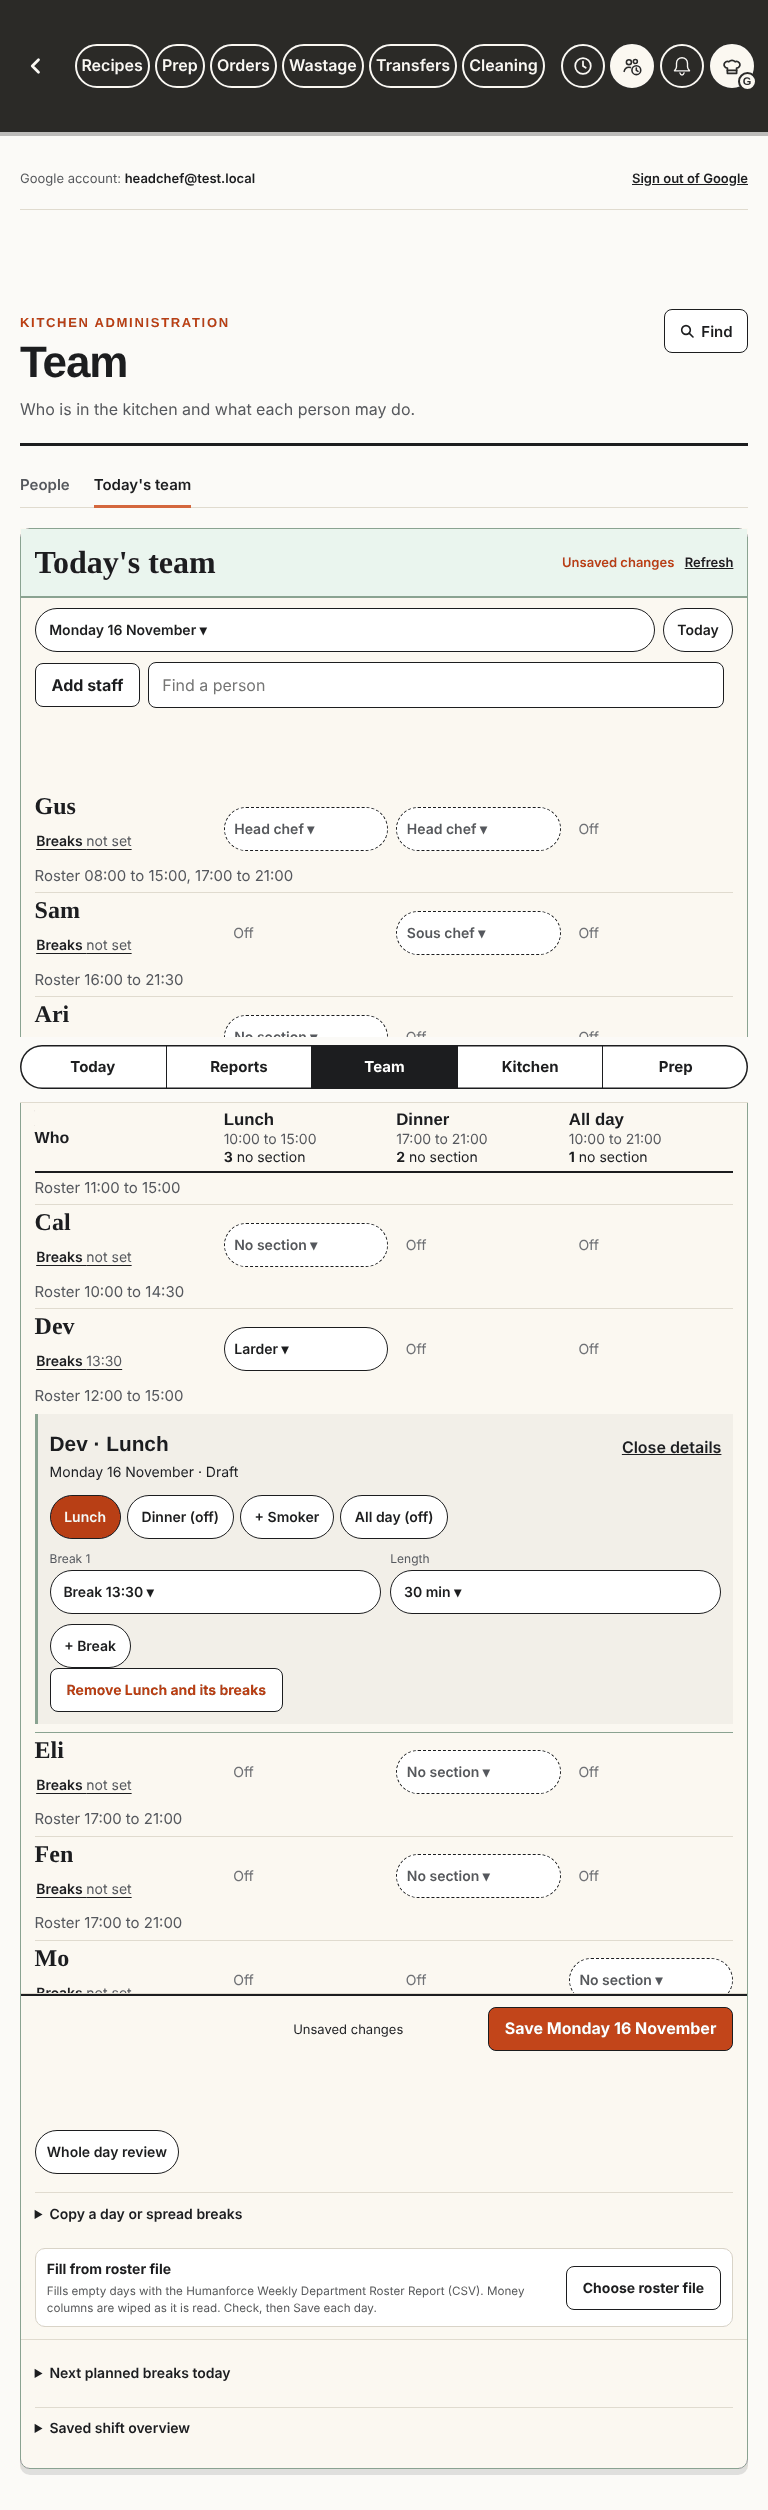 Recipes Prep Orders Wastage Transfers Cleaning
G
Google account: headchef@test.local
Sign out of Google
KITCHEN ADMINISTRATION
Team
Find
Who is in the kitchen and what each person may do.
People Today's team
Today's team
Unsaved changes Refresh
Monday 16 November ▾
Today
Add staff
Find a person
Gus
Head chef ▾ Head chef ▾ Off
Breaks not set
Roster 08:00 to 15:00, 17:00 to 21:00
Sam
Off Sous chef ▾ Off
Breaks not set
Roster 16:00 to 21:30
Ari
No section ▾ Off Off
Today Reports Team Kitchen Prep
Who
Lunch
10:00 to 15:00
3 no section
Dinner
17:00 to 21:00
2 no section
All day
10:00 to 21:00
1 no section
Roster 11:00 to 15:00
Cal
No section ▾ Off Off
Breaks not set
Roster 10:00 to 14:30
Dev
Larder ▾ Off Off
Breaks 13:30
Roster 12:00 to 15:00
Dev · Lunch
Close details
Monday 16 November · Draft
Lunch Dinner (off) + Smoker All day (off)
Break 1 Length
Break 13:30 ▾ 30 min ▾
+ Break
Remove Lunch and its breaks
Eli
Off No section ▾ Off
Breaks not set
Roster 17:00 to 21:00
Fen
Off No section ▾ Off
Breaks not set
Roster 17:00 to 21:00
Mo
Off Off No section ▾
Breaks not set
Unsaved changes
Save Monday 16 November
Whole day review
▶ Copy a day or spread breaks
Fill from roster file
Fills empty days with the Humanforce Weekly Department Roster Report (CSV). Money
columns are wiped as it is read. Check, then Save each day.
Choose roster file
▶ Next planned breaks today
▶ Saved shift overview